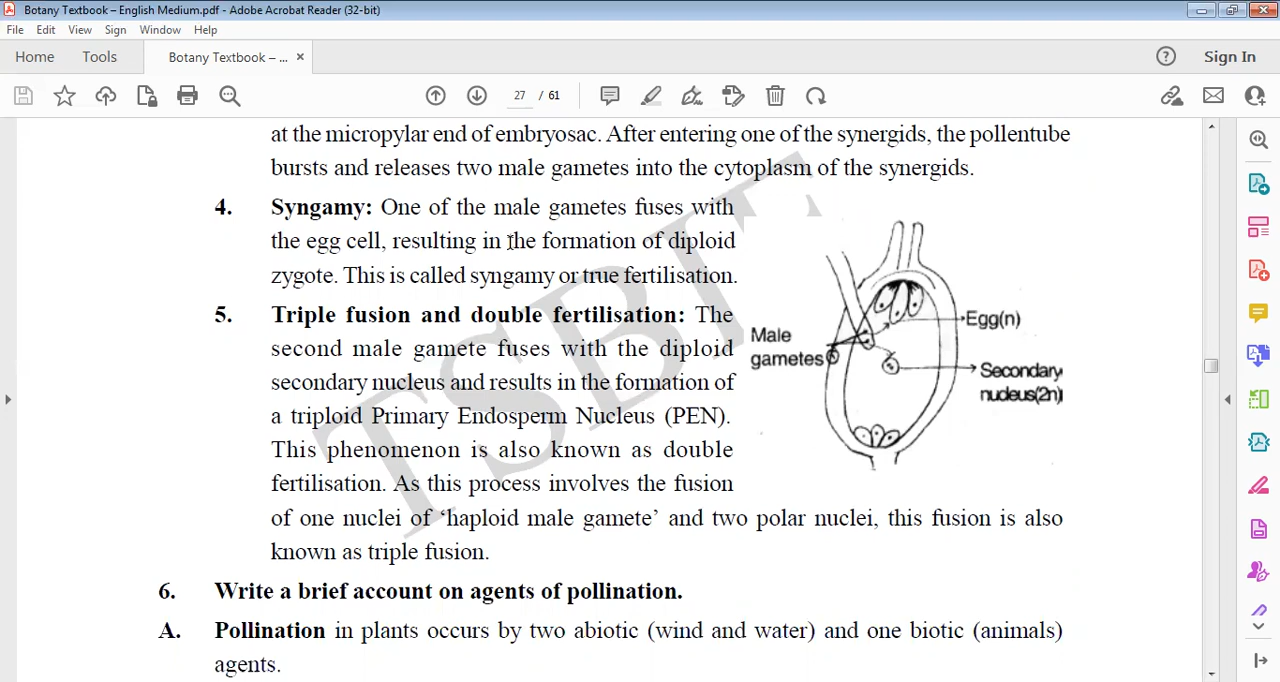 Botany Textbook – English Medium.pdf - Adobe Acrobat Reader (32-bit)
File Edit View Sign Window Help
Home Tools Botany Textbook – ... × Sign In
27 / 61
at the micropylar end of embryosac. After entering one of the synergids, the pollentube
bursts and releases two male gametes into the cytoplasm of the synergids.
4. Syngamy: One of the male gametes fuses with
the egg cell, resulting in the formation of diploid
zygote. This is called syngamy or true fertilisation.
5. Triple fusion and double fertilisation: The
second male gamete fuses with the diploid
secondary nucleus and results in the formation of
a triploid Primary Endosperm Nucleus (PEN).
This phenomenon is also known as double
fertilisation. As this process involves the fusion
of one nuclei of ‘haploid male gamete’ and two polar nuclei, this fusion is also
known as triple fusion.
Male
gametes
Egg(n)
Secondary
nucleus(2n)
6. Write a brief account on agents of pollination.
A. Pollination in plants occurs by two abiotic (wind and water) and one biotic (animals)
agents.